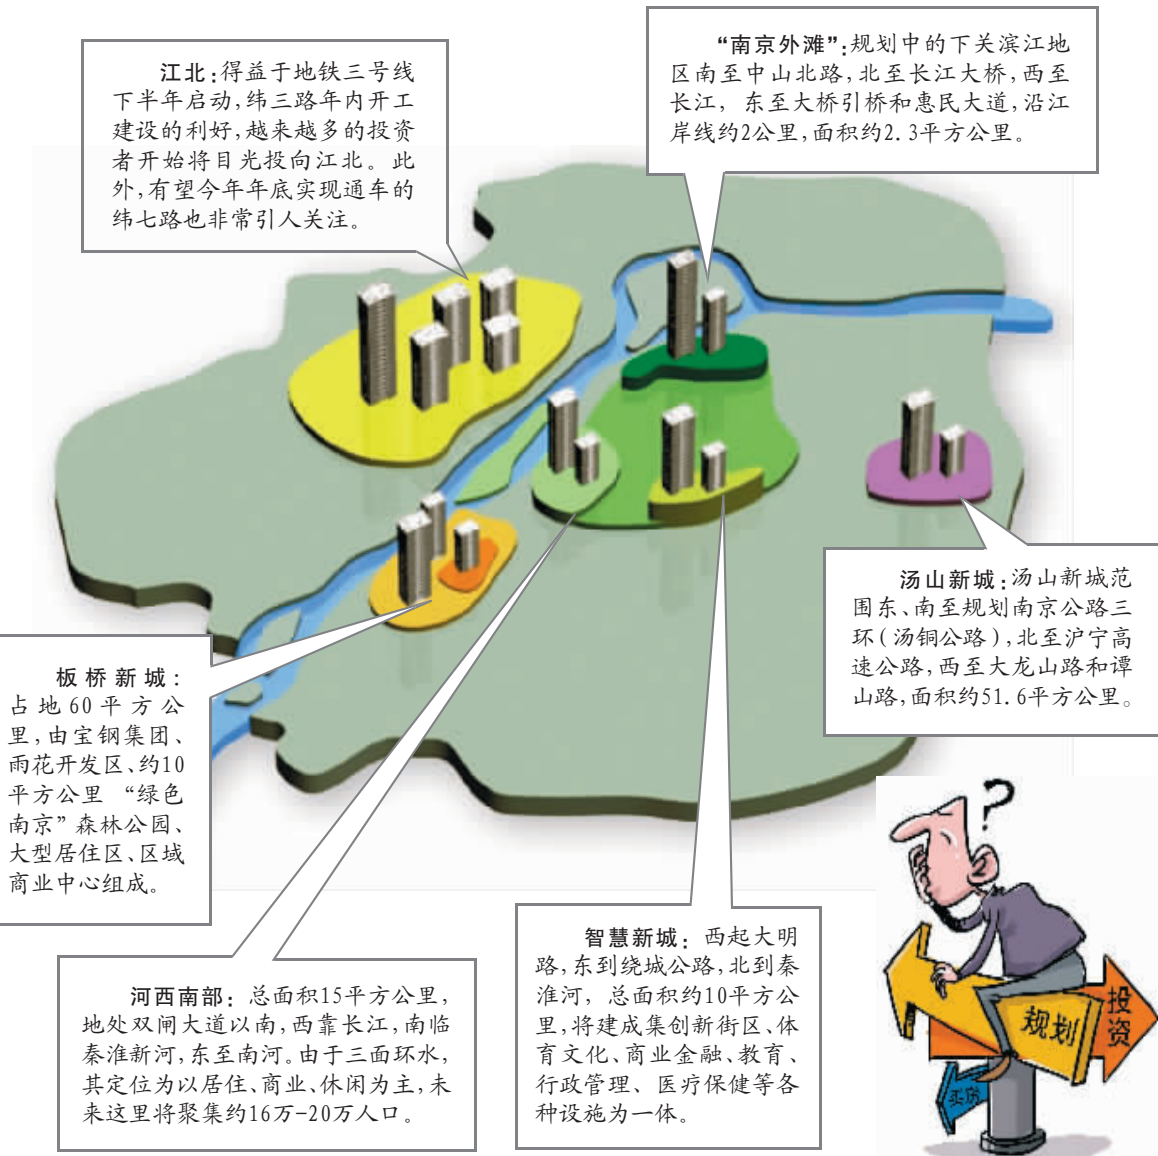 江北:得益于地铁三号线
下半年启动,纬三路年内开工
建设的利好,越来越多的投资
者开始将目光投向江北。此
外,有望今年年底实现通车的
纬七路也非常引人关注。
“南京外滩”:规划中的下关滨江地
区南至中山北路,北至长江大桥,西至
长江,东至大桥引桥和惠民大道,沿江
岸线约2公里,面积约2.3平方公里。
汤山新城:汤山新城范
围东、南至规划南京公路三
环(汤铜公路),北至沪宁高
速公路,西至大龙山路和谭
山路,面积约51.6平方公里。
板桥新城:
占地60平方公
里,由宝钢集团、
雨花开发区、约10
平方公里 “绿色
南京”森林公园、
大型居住区、区域
商业中心组成。
河西南部:总面积15平方公里,
地处双闸大道以南,西靠长江,南临
秦淮新河,东至南河。由于三面环水,
其定位为以居住、商业、休闲为主,未
来这里将聚集约16万-20万人口。
智慧新城:西起大明
路,东到绕城公路,北到秦
淮河,总面积约10平方公
里,将建成集创新街区、体
育文化、商业金融、教育、
行政管理、医疗保健等各
种设施为一体。
?
规划
投资
买房